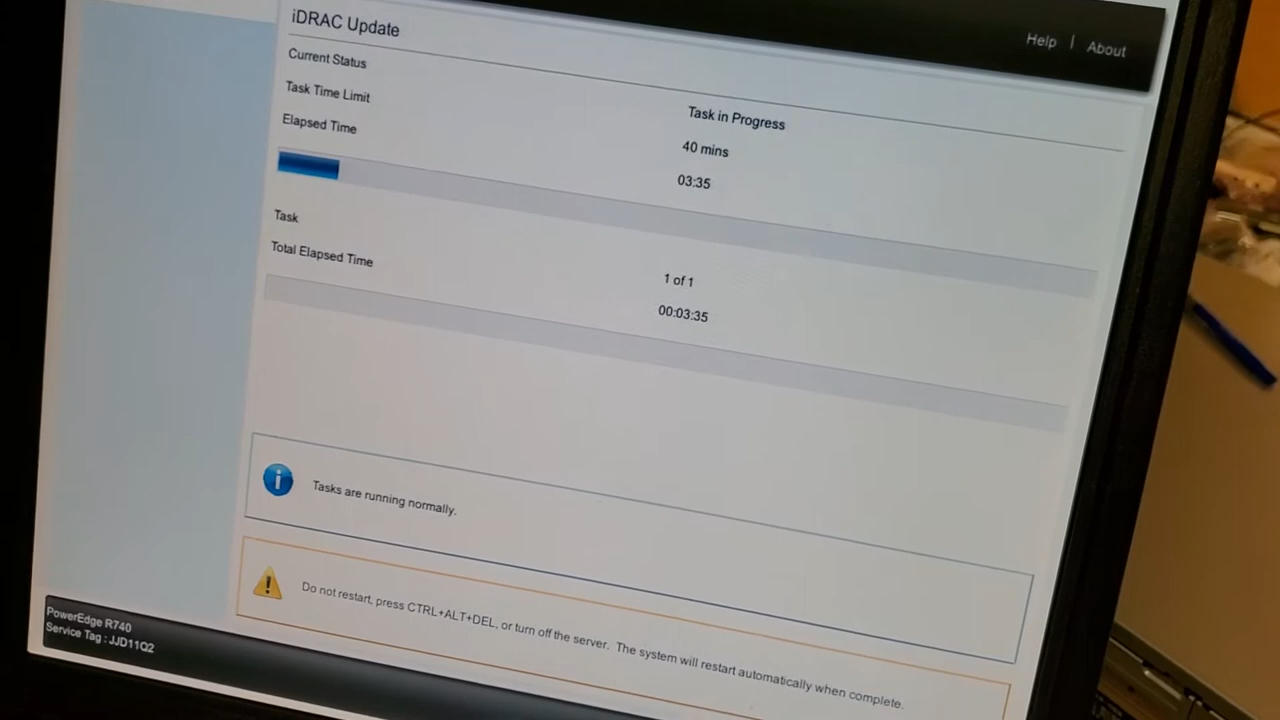 Help | About
iDRAC Update
Current Status
Task in Progress
Task Time Limit
40 mins
Elapsed Time
03:35
Task
1 of 1
Total Elapsed Time
00:03:35
Tasks are running normally.
Do not restart, press CTRL+ALT+DEL, or turn off the server. The system will restart automatically when complete.
PowerEdge R740
Service Tag : JJD11Q2